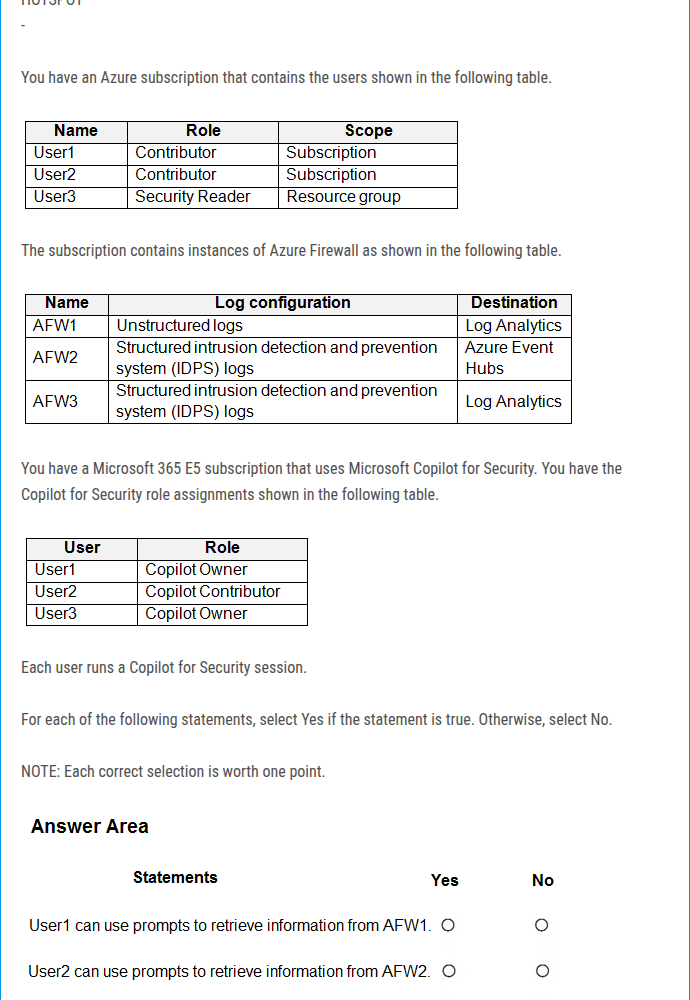 HOTSPOT
-
You have an Azure subscription that contains the users shown in the following table.
Name Role Scope
User1 Contributor Subscription
User2 Contributor Subscription
User3 Security Reader Resource group
The subscription contains instances of Azure Firewall as shown in the following table.
Name Log configuration Destination
AFW1 Unstructured logs Log Analytics
AFW2 Structured intrusion detection and prevention system (IDPS) logs Azure Event Hubs
AFW3 Structured intrusion detection and prevention system (IDPS) logs Log Analytics
You have a Microsoft 365 E5 subscription that uses Microsoft Copilot for Security. You have the
Copilot for Security role assignments shown in the following table.
User Role
User1 Copilot Owner
User2 Copilot Contributor
User3 Copilot Owner
Each user runs a Copilot for Security session.
For each of the following statements, select Yes if the statement is true. Otherwise, select No.
NOTE: Each correct selection is worth one point.
Answer Area
Statements Yes No
User1 can use prompts to retrieve information from AFW1.
User2 can use prompts to retrieve information from AFW2.